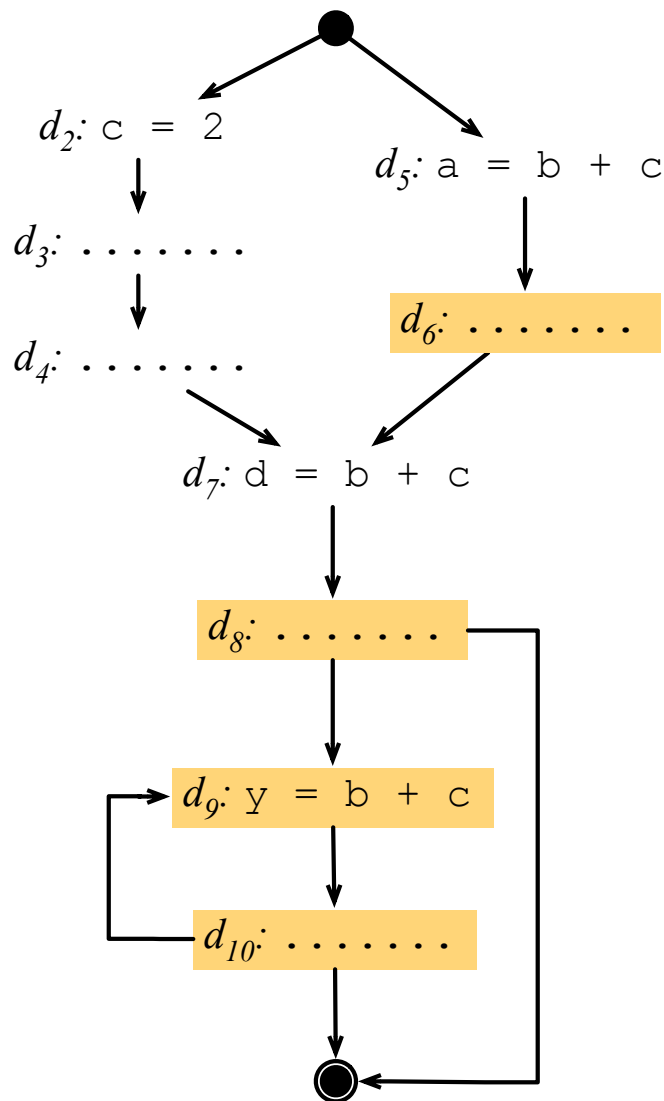 d2: c = 2
d5: a = b + c
d3: . . . . . . .
d6: . . . . . . .
d4: . . . . . . .
d7: d = b + c
d8: . . . . . . .
d9: y = b + c
d10: . . . . . . .